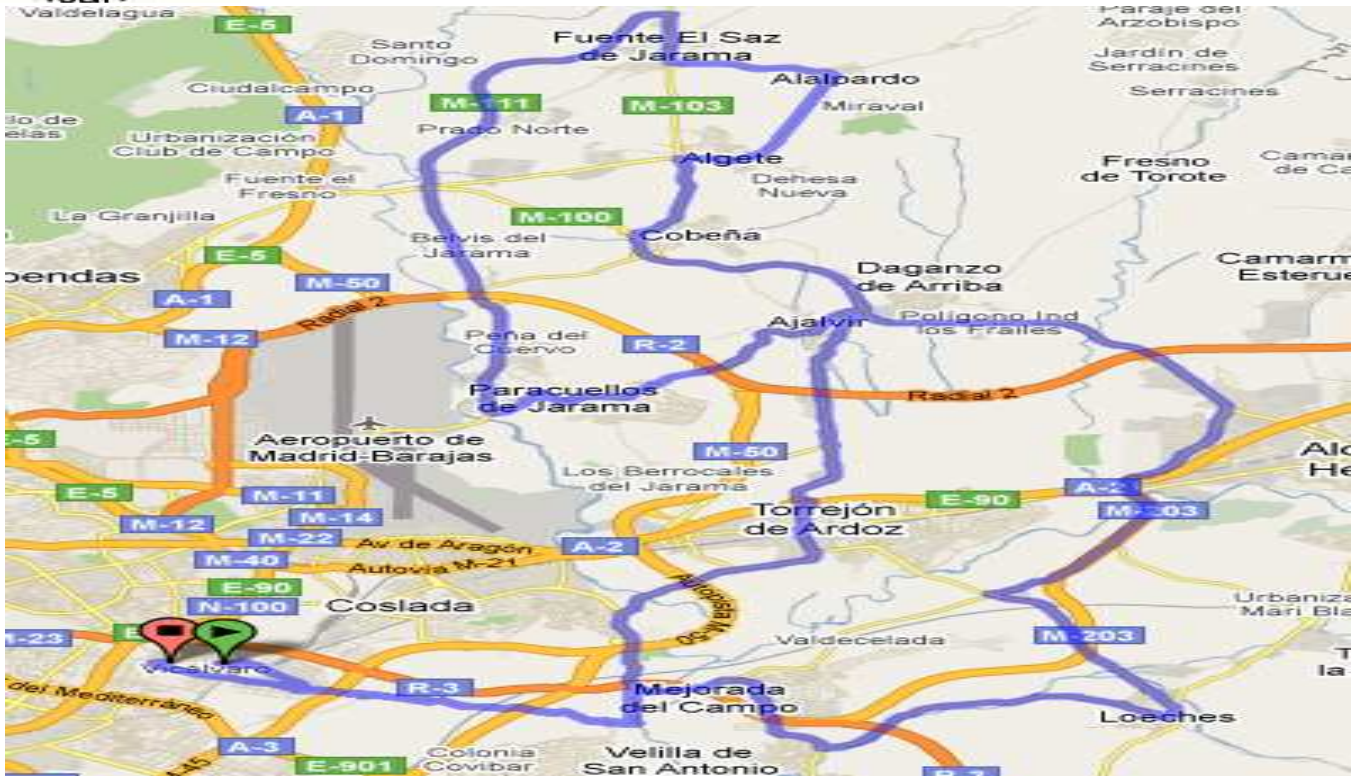 Valdelagua
E-5
Santo
Domingo
Fuente El Saz
de Jarama
Paraje del
Arzobispo
Jardín de
Serracines
Serracines
Ciudalcampo
A-1
M-111
M-103
Alalpardo
Miraval
Urbanización
Club de Campo
Prado Norte
Algete
Fuente el
Fresno
Dehesa
Nueva
Fresno
de Torote
La Granjilla
M-100
Cobeña
E-5
Belvis del
Jarama
M-50
Daganzo
de Arriba
A-1
Radial 2
M-12
Peña del
Cuervo
R-2
Ajalvir
Polígono Ind
los Frailes
Paracuellos
de Jarama
Radial 2
Aeropuerto de
Madrid-Barajas
M-50
Los Berrocales
del Jarama
A-2
E-5
M-11
E-90
M-203
M-12
M-14
Torrejón
de Ardoz
M-22
Av de Aragón
A-2
M-40
Autovia M-21
E-90
N-100
Coslada
Autopista M-50
Valdecelada
M-203
Vicálvaro
R-3
Mejorada
del Campo
Loeches
A-3
Colonia
Covibar
Velilla de
San Antonio
E-901